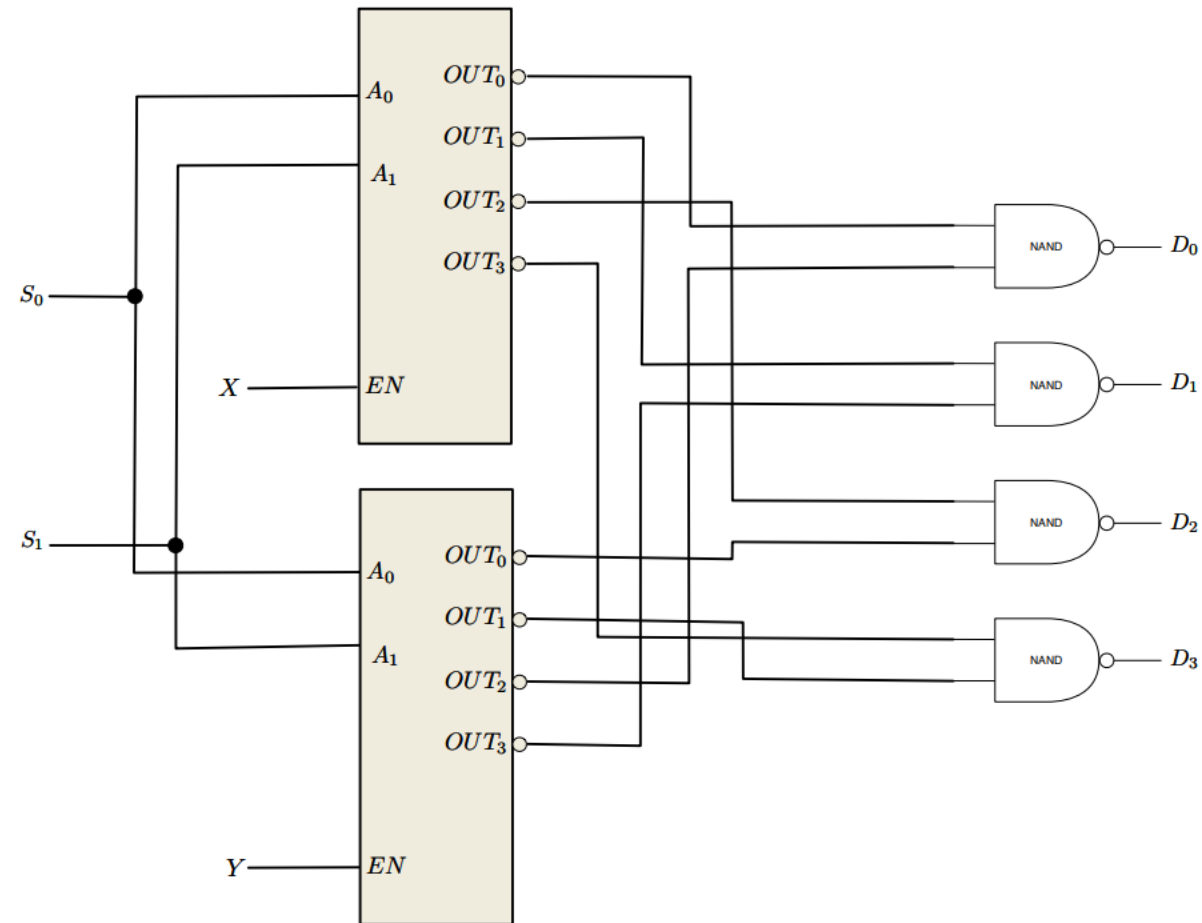 OUT₀
A₀
OUT₁
A₁
OUT₂
OUT₃
S₀
X
EN
NAND
D₀
NAND
D₁
NAND
D₂
NAND
D₃
S₁
OUT₀
A₀
OUT₁
A₁
OUT₂
OUT₃
Y
EN